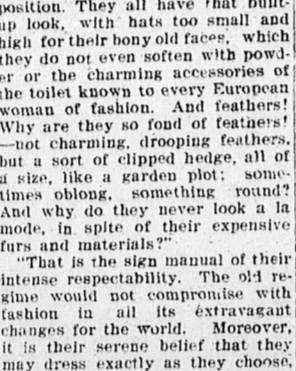 position. They all have that built-
up look, with hats too small and
high for their bony old faces, which
they do not even soften with powd-
er or the charming accessories of
the toilet known to every European
woman of fashion. And feathers!
Why are they so fond of feathers!
—not charming, drooping feathers,
but a sort of clipped hedge, all of
a size, like a garden plot; some-
times oblong, something round?
And why do they never look a la
mode, in spite of their expensive
furs and materials?"
"That is the sign manual of their
intense respectability. The old re-
gime would not compromise with
fashion in all its extravagant
changes for the world. Moreover,
it is their serene belief that they
may dress exactly as they choose,